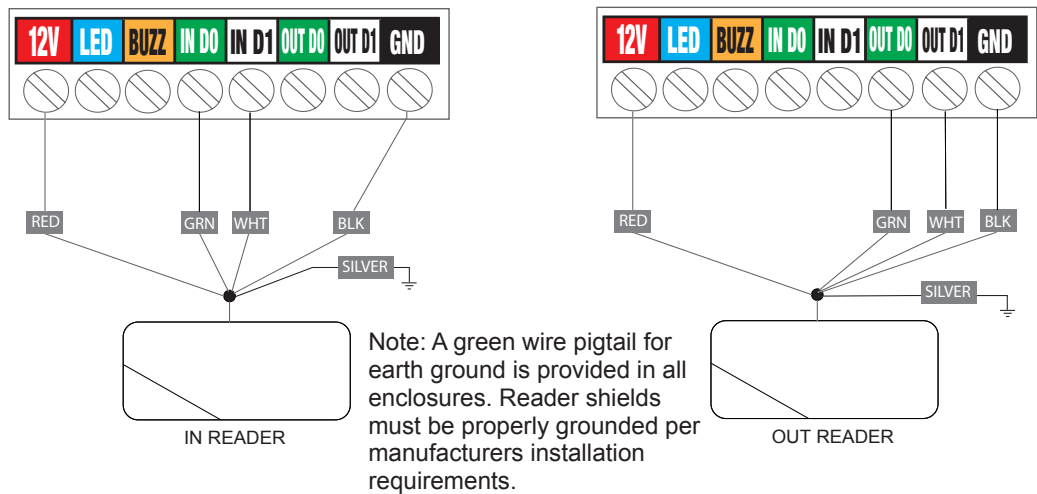 12V LED BUZZ IN D0 IN D1 OUT D0 OUT D1 GND
12V LED BUZZ IN D0 IN D1 OUT D0 OUT D1 GND
RED GRN WHT BLK
RED GRN WHT BLK
SILVER
SILVER
Note: A green wire pigtail for
earth ground is provided in all
enclosures. Reader shields
must be properly grounded per
manufacturers installation
requirements.
IN READER
OUT READER